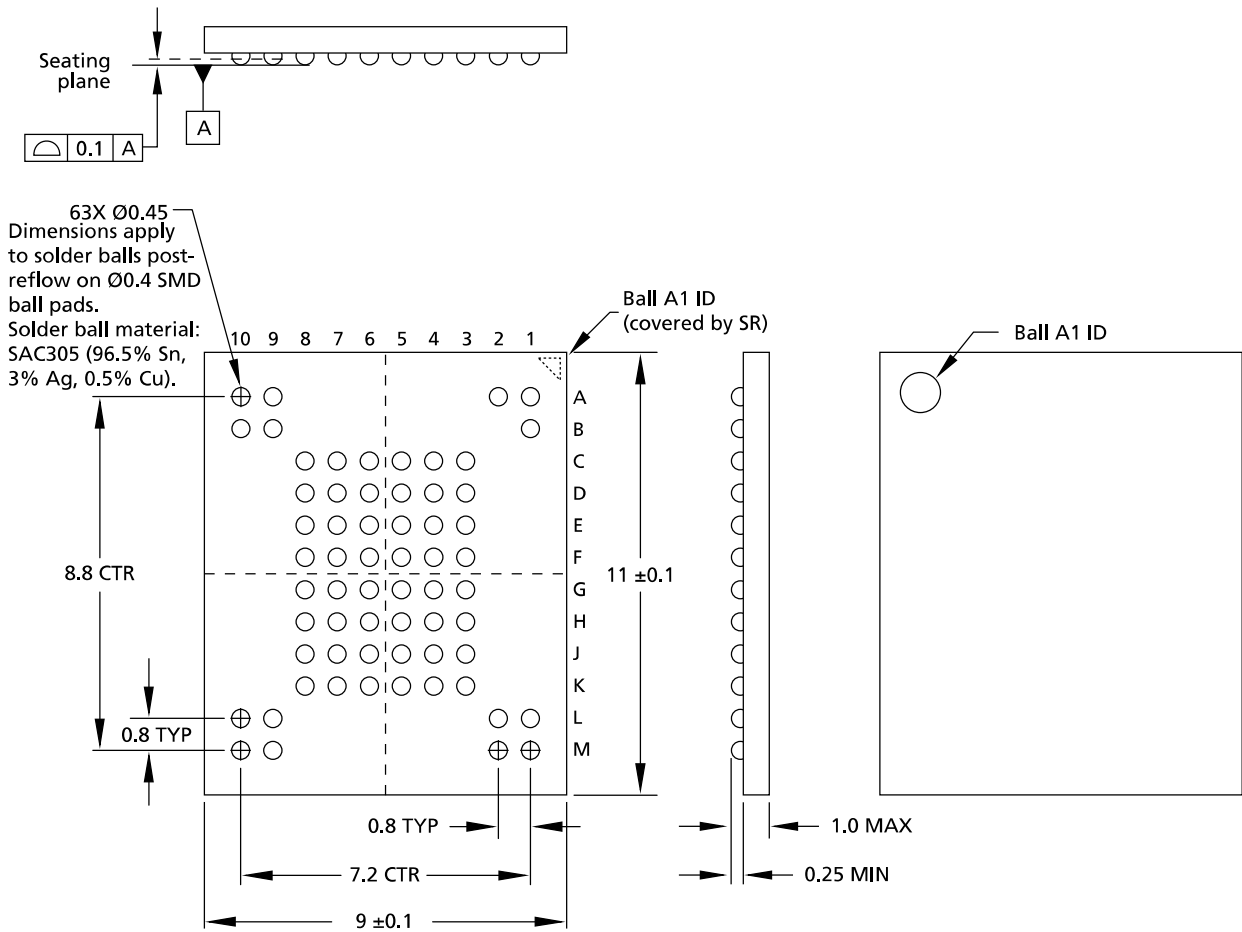 Seating
plane
A
0.1 A
63X Ø0.45
Dimensions apply
to solder balls post-
reflow on Ø0.4 SMD
ball pads.
Solder ball material:
SAC305 (96.5% Sn,
3% Ag, 0.5% Cu).
Ball A1 ID
(covered by SR)
Ball A1 ID
10 9 8 7 6 5 4 3 2 1
A
B
C
D
E
F
G
H
J
K
L
M
8.8 CTR
11 ±0.1
0.8 TYP
0.8 TYP
1.0 MAX
7.2 CTR
0.25 MIN
9 ±0.1